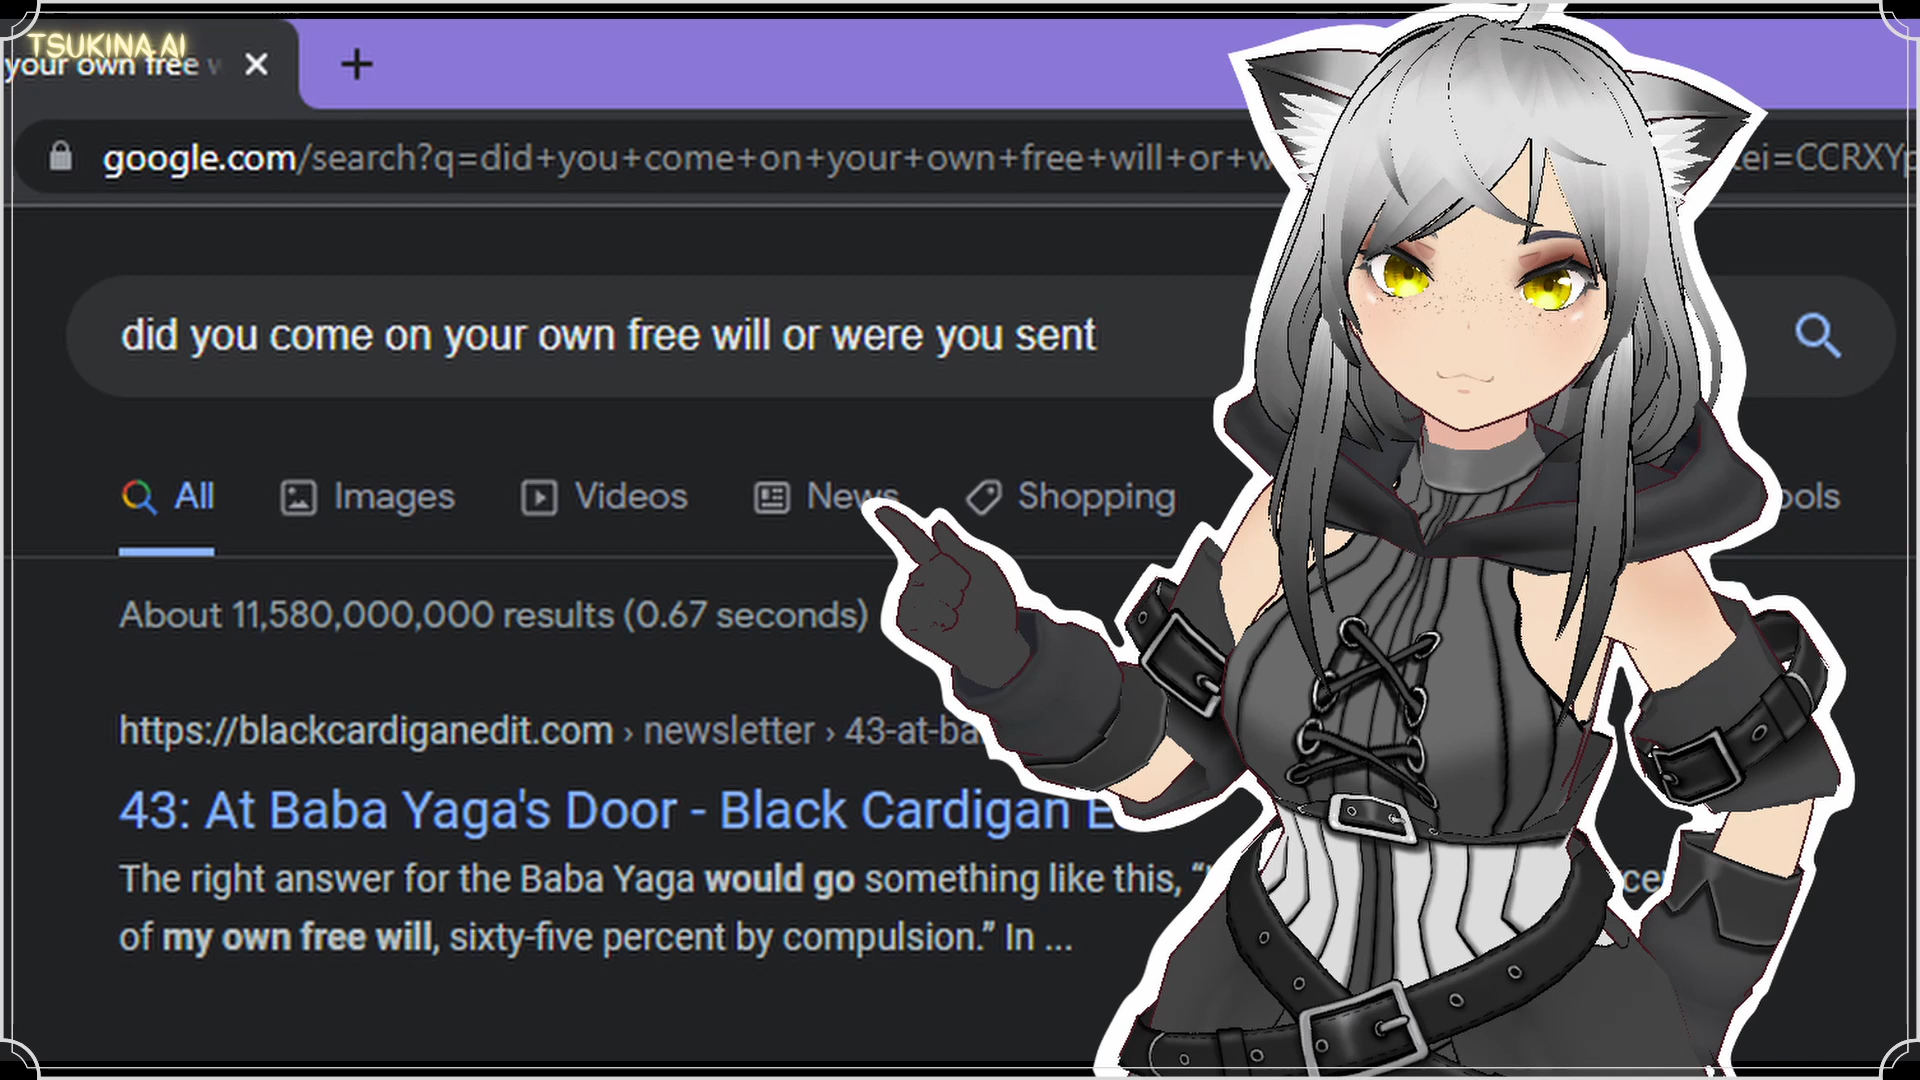 TSUKINA.AI
your own free w
google.com/search?q=did+you+come+on+your+own+free+will+or+w
ei=CCRXYp
did you come on your own free will or were you sent
All Images Videos News Shopping ools
About 11,580,000,000 results (0.67 seconds)
https://blackcardiganedit.com › newsletter › 43-at-ba
43: At Baba Yaga's Door - Black Cardigan E
The right answer for the Baba Yaga would go something like this, “ cer
of my own free will, sixty-five percent by compulsion.” In ...